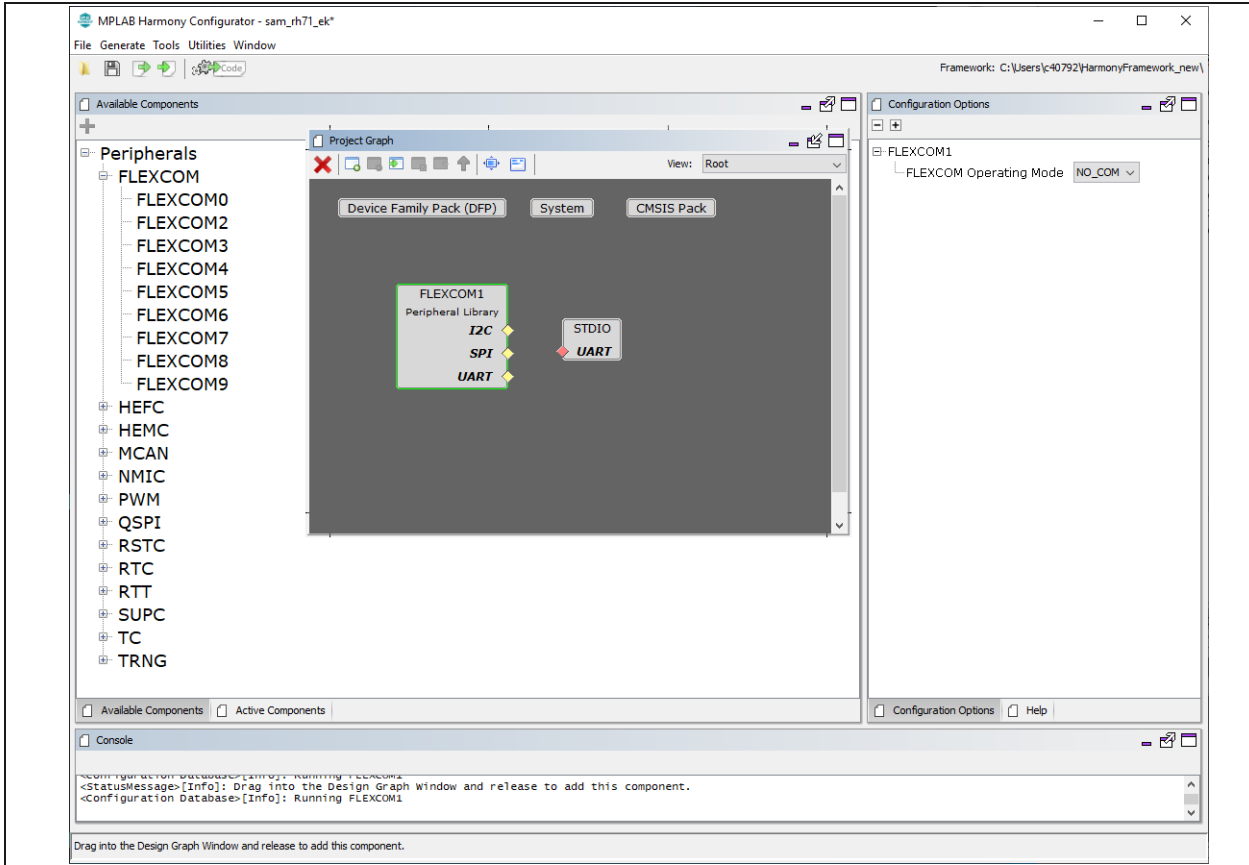 MPLAB Harmony Configurator - sam_rh71_ek*
File Generate Tools Utilities Window
Code
Framework: C:\Users\c40792\HarmonyFramework_new\
Available Components
Peripherals
FLEXCOM
FLEXCOM0
FLEXCOM2
FLEXCOM3
FLEXCOM4
FLEXCOM5
FLEXCOM6
FLEXCOM7
FLEXCOM8
FLEXCOM9
HEFC
HEMC
MCAN
NMIC
PWM
QSPI
RSTC
RTC
RTT
SUPC
TC
TRNG
Available Components Active Components
Project Graph
View: Root
Device Family Pack (DFP) System CMSIS Pack
FLEXCOM1
Peripheral Library
I2C
SPI
UART
STDIO
UART
Configuration Options
FLEXCOM1
FLEXCOM Operating Mode NO_COM
Configuration Options Help
Console
<Configuration Database>[Info]: Running FLEXCOM1
<StatusMessage>[Info]: Drag into the Design Graph Window and release to add this component.
<Configuration Database>[Info]: Running FLEXCOM1
Drag into the Design Graph Window and release to add this component.